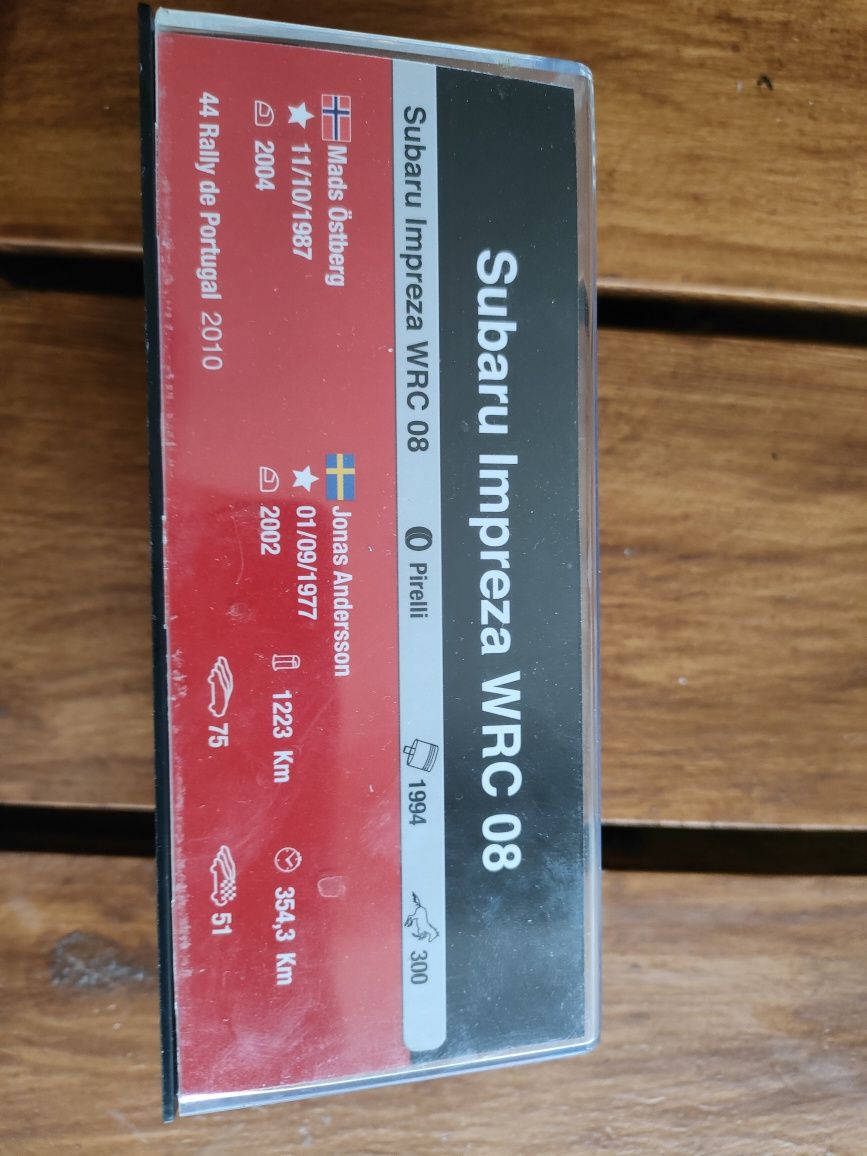 Subaru Impreza WRC 08
Subaru Impreza WRC 08 Pirelli 1994 300
Mads Östberg Jonas Andersson
11/10/1987 01/09/1977 1223 Km 354,3 Km
2004 2002
44 Rally de Portugal 2010 75 51